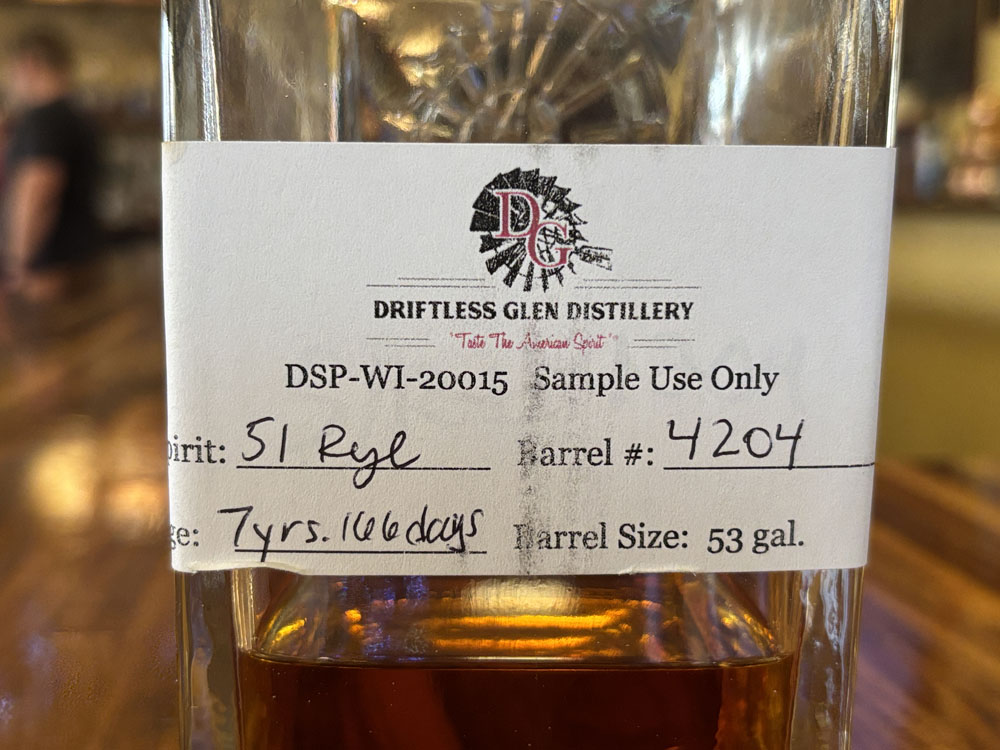 DG
DRIFTLESS GLEN DISTILLERY
"Taste The American Spirit"®
DSP-WI-20015 Sample Use Only
pirit: 51 Rye Barrel #: 4204
ge: 7yrs. 166 days Barrel Size: 53 gal.